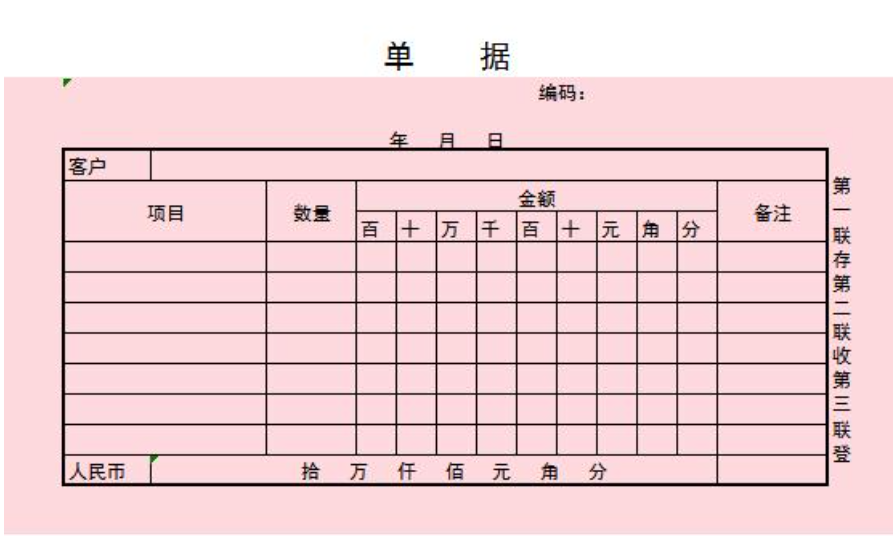 单 据
编码：
年 月 日
客户
项目 数量 金额 备注
百 十 万 千 百 十 元 角 分
人民币 拾 万 仟 佰 元 角 分
第一联存第二联收第三联登